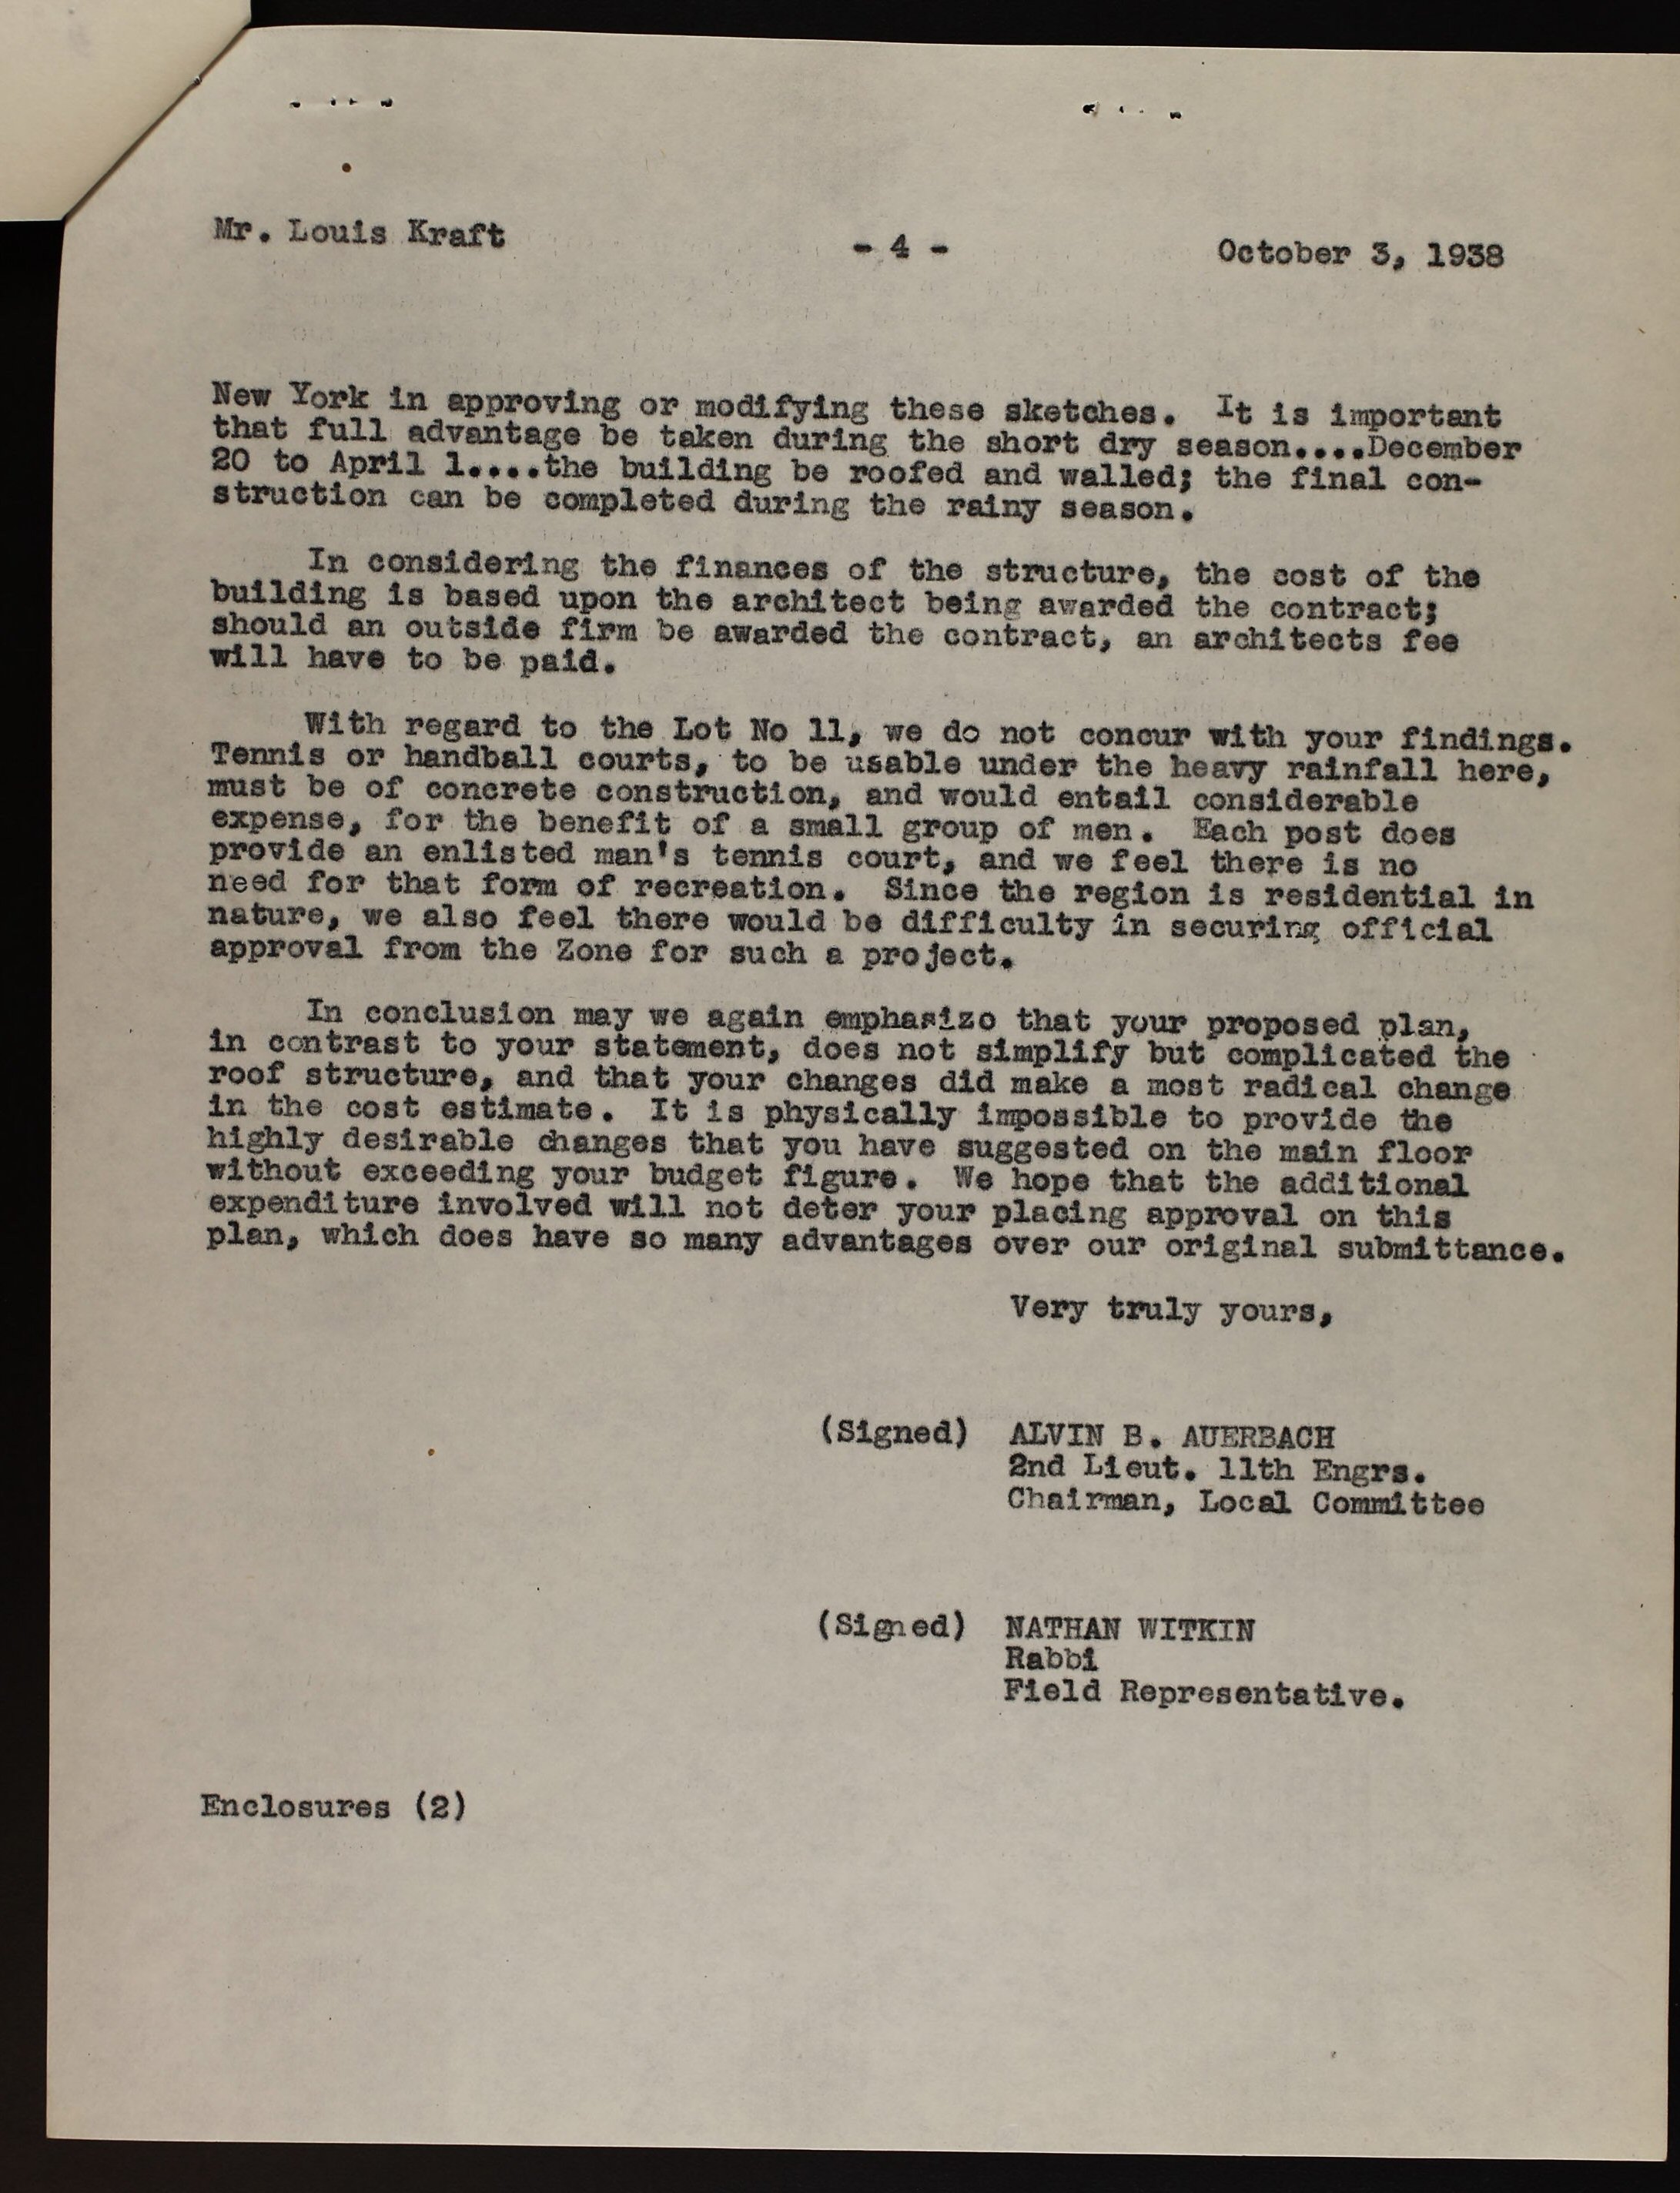 Mr. Louis Kraft - 4 - October 3, 1938
New York in approving or modifying these sketches. It is important
that full advantage be taken during the short dry season....December
20 to April 1....the building be roofed and walled; the final con-
struction can be completed during the rainy season.
In considering the finances of the structure, the cost of the
building is based upon the architect being awarded the contract;
should an outside firm be awarded the contract, an architects fee
will have to be paid.
With regard to the Lot No 11, we do not concur with your findings.
Tennis or handball courts, to be usable under the heavy rainfall here,
must be of concrete construction, and would entail considerable
expense, for the benefit of a small group of men. Each post does
provide an enlisted man's tennis court, and we feel there is no
need for that form of recreation. Since the region is residential in
nature, we also feel there would be difficulty in securing official
approval from the Zone for such a project.
In conclusion may we again emphasize that your proposed plan,
in contrast to your statement, does not simplify but complicated the
roof structure, and that your changes did make a most radical change
in the cost estimate. It is physically impossible to provide the
highly desirable changes that you have suggested on the main floor
without exceeding your budget figure. We hope that the additional
expenditure involved will not deter your placing approval on this
plan, which does have so many advantages over our original submittance.
Very truly yours,
(Signed) ALVIN B. AUERBACH
2nd Lieut. 11th Engrs.
Chairman, Local Committee
(Signed) NATHAN WITKIN
Rabbi
Field Representative.
Enclosures (2)